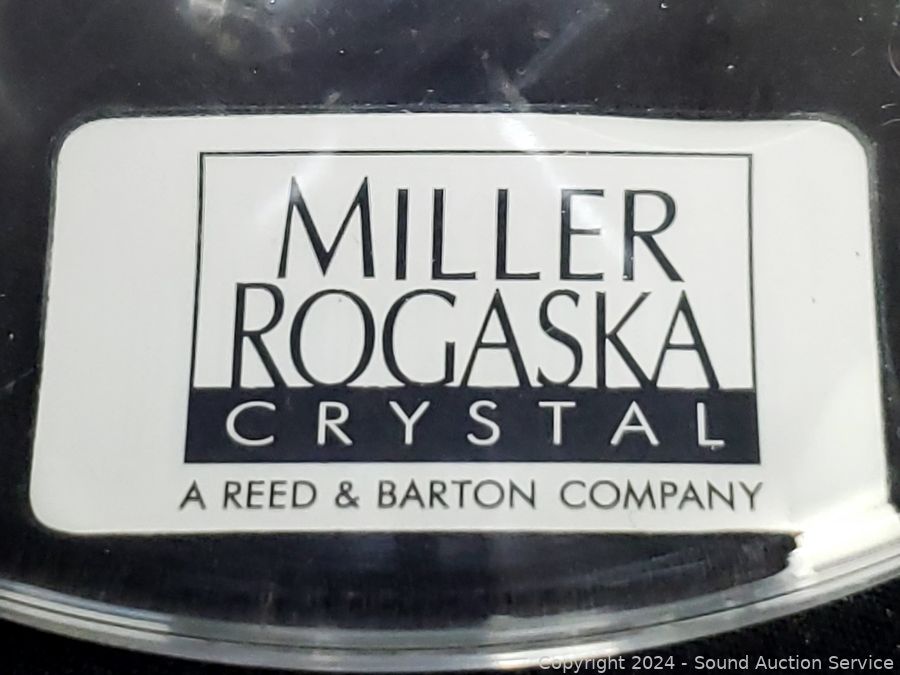 MILLER
ROGASKA
CRYSTAL
A REED & BARTON COMPANY
Copyright 2024 - Sound Auction Service